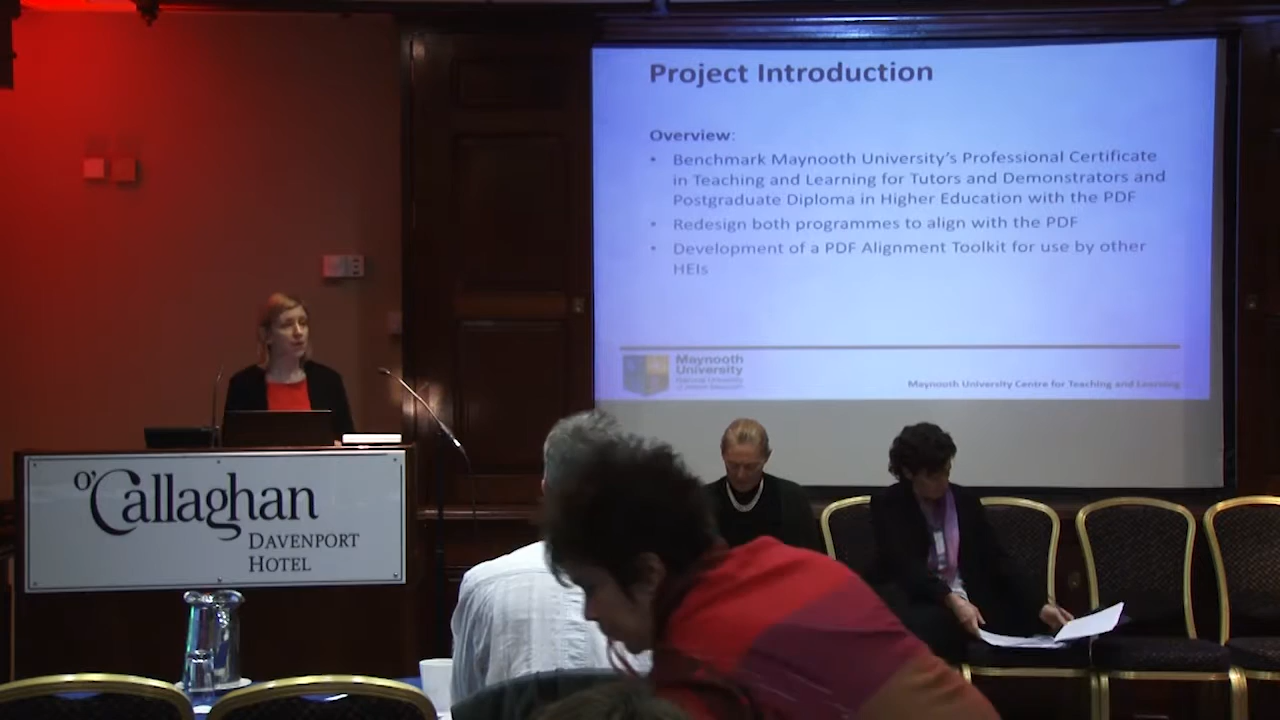 Project Introduction
Overview:
• Benchmark Maynooth University's Professional Certificate
in Teaching and Learning for Tutors and Demonstrators and
Postgraduate Diploma in Higher Education with the PDF
• Redesign both programmes to align with the PDF
• Development of a PDF Alignment Toolkit for use by other
HEIs
Maynooth
University
Maynooth University Centre for Teaching and Learning
O'Callaghan
DAVENPORT
HOTEL